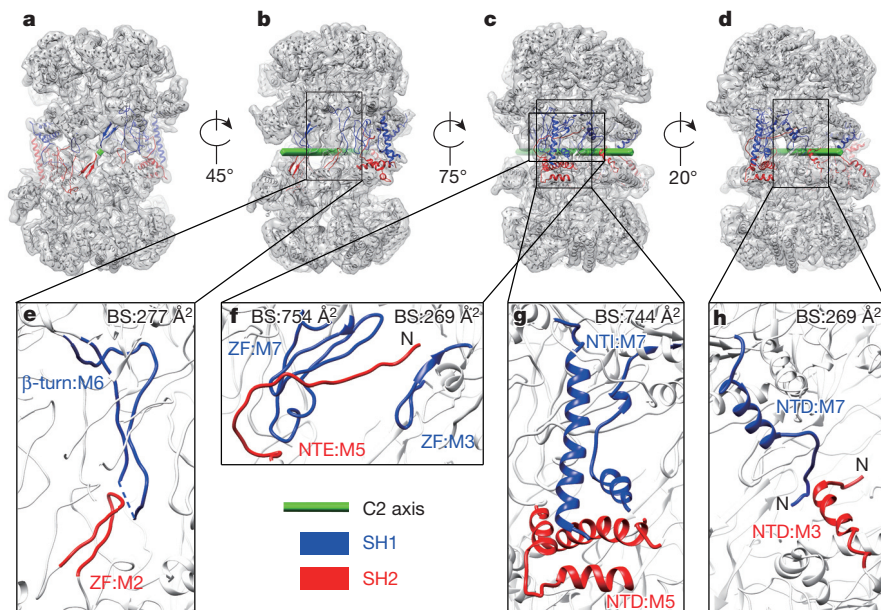 a
b
c
d
45°
75°
20°
e BS:277 Å²
β-turn:M6
ZF:M2
f BS:754 Å² BS:269 Å²
ZF:M7
N
NTE:M5
ZF:M3
C2 axis
SH1
SH2
g BS:744 Å²
NTI:M7
NTD:M5
h BS:269 Å²
NTD:M7
N
N
NTD:M3